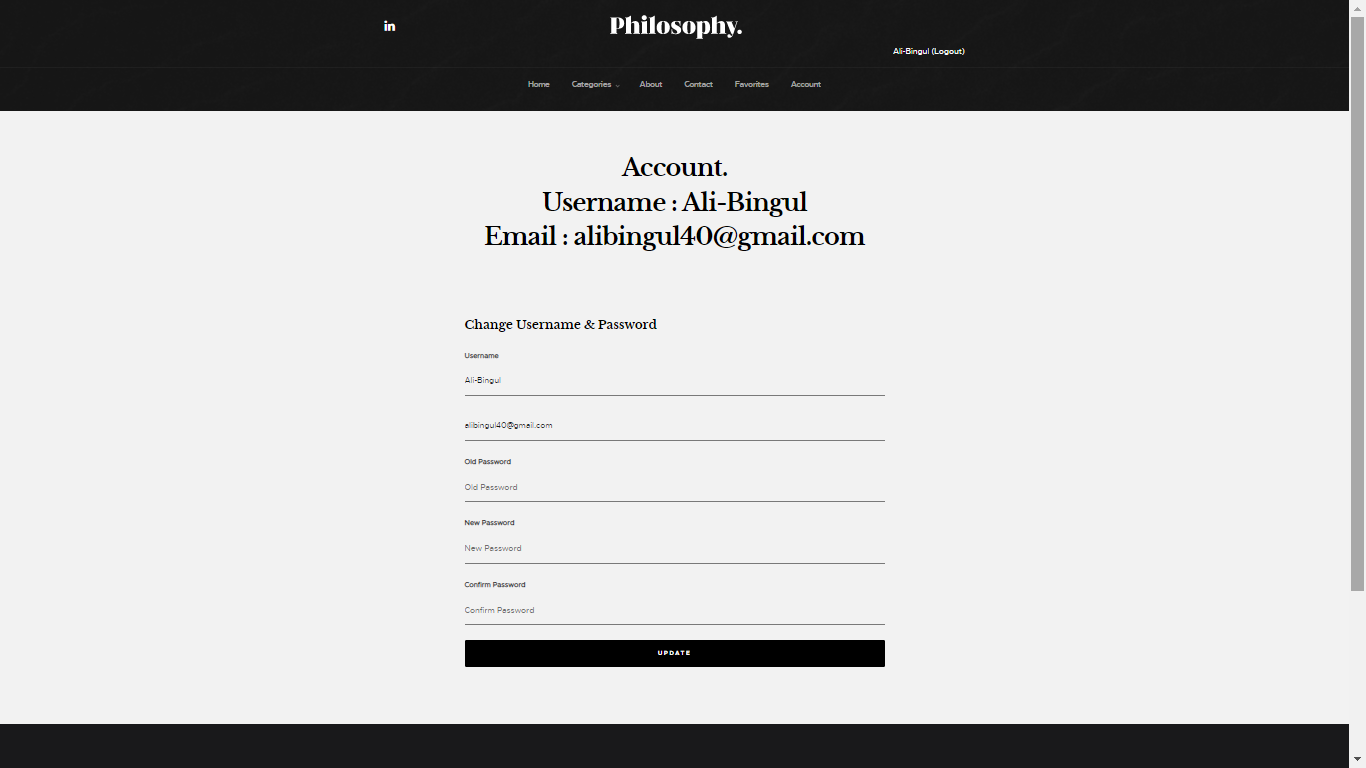 in
Philosophy.
Ali-Bingul (Logout)
Home Categories About Contact Favorites Account
Account.
Username : Ali-Bingul
Email : alibingul40@gmail.com
Change Username & Password
Username
Ali-Bingul
alibingul40@gmail.com
Old Password
Old Password
New Password
New Password
Confirm Password
Confirm Password
UPDATE